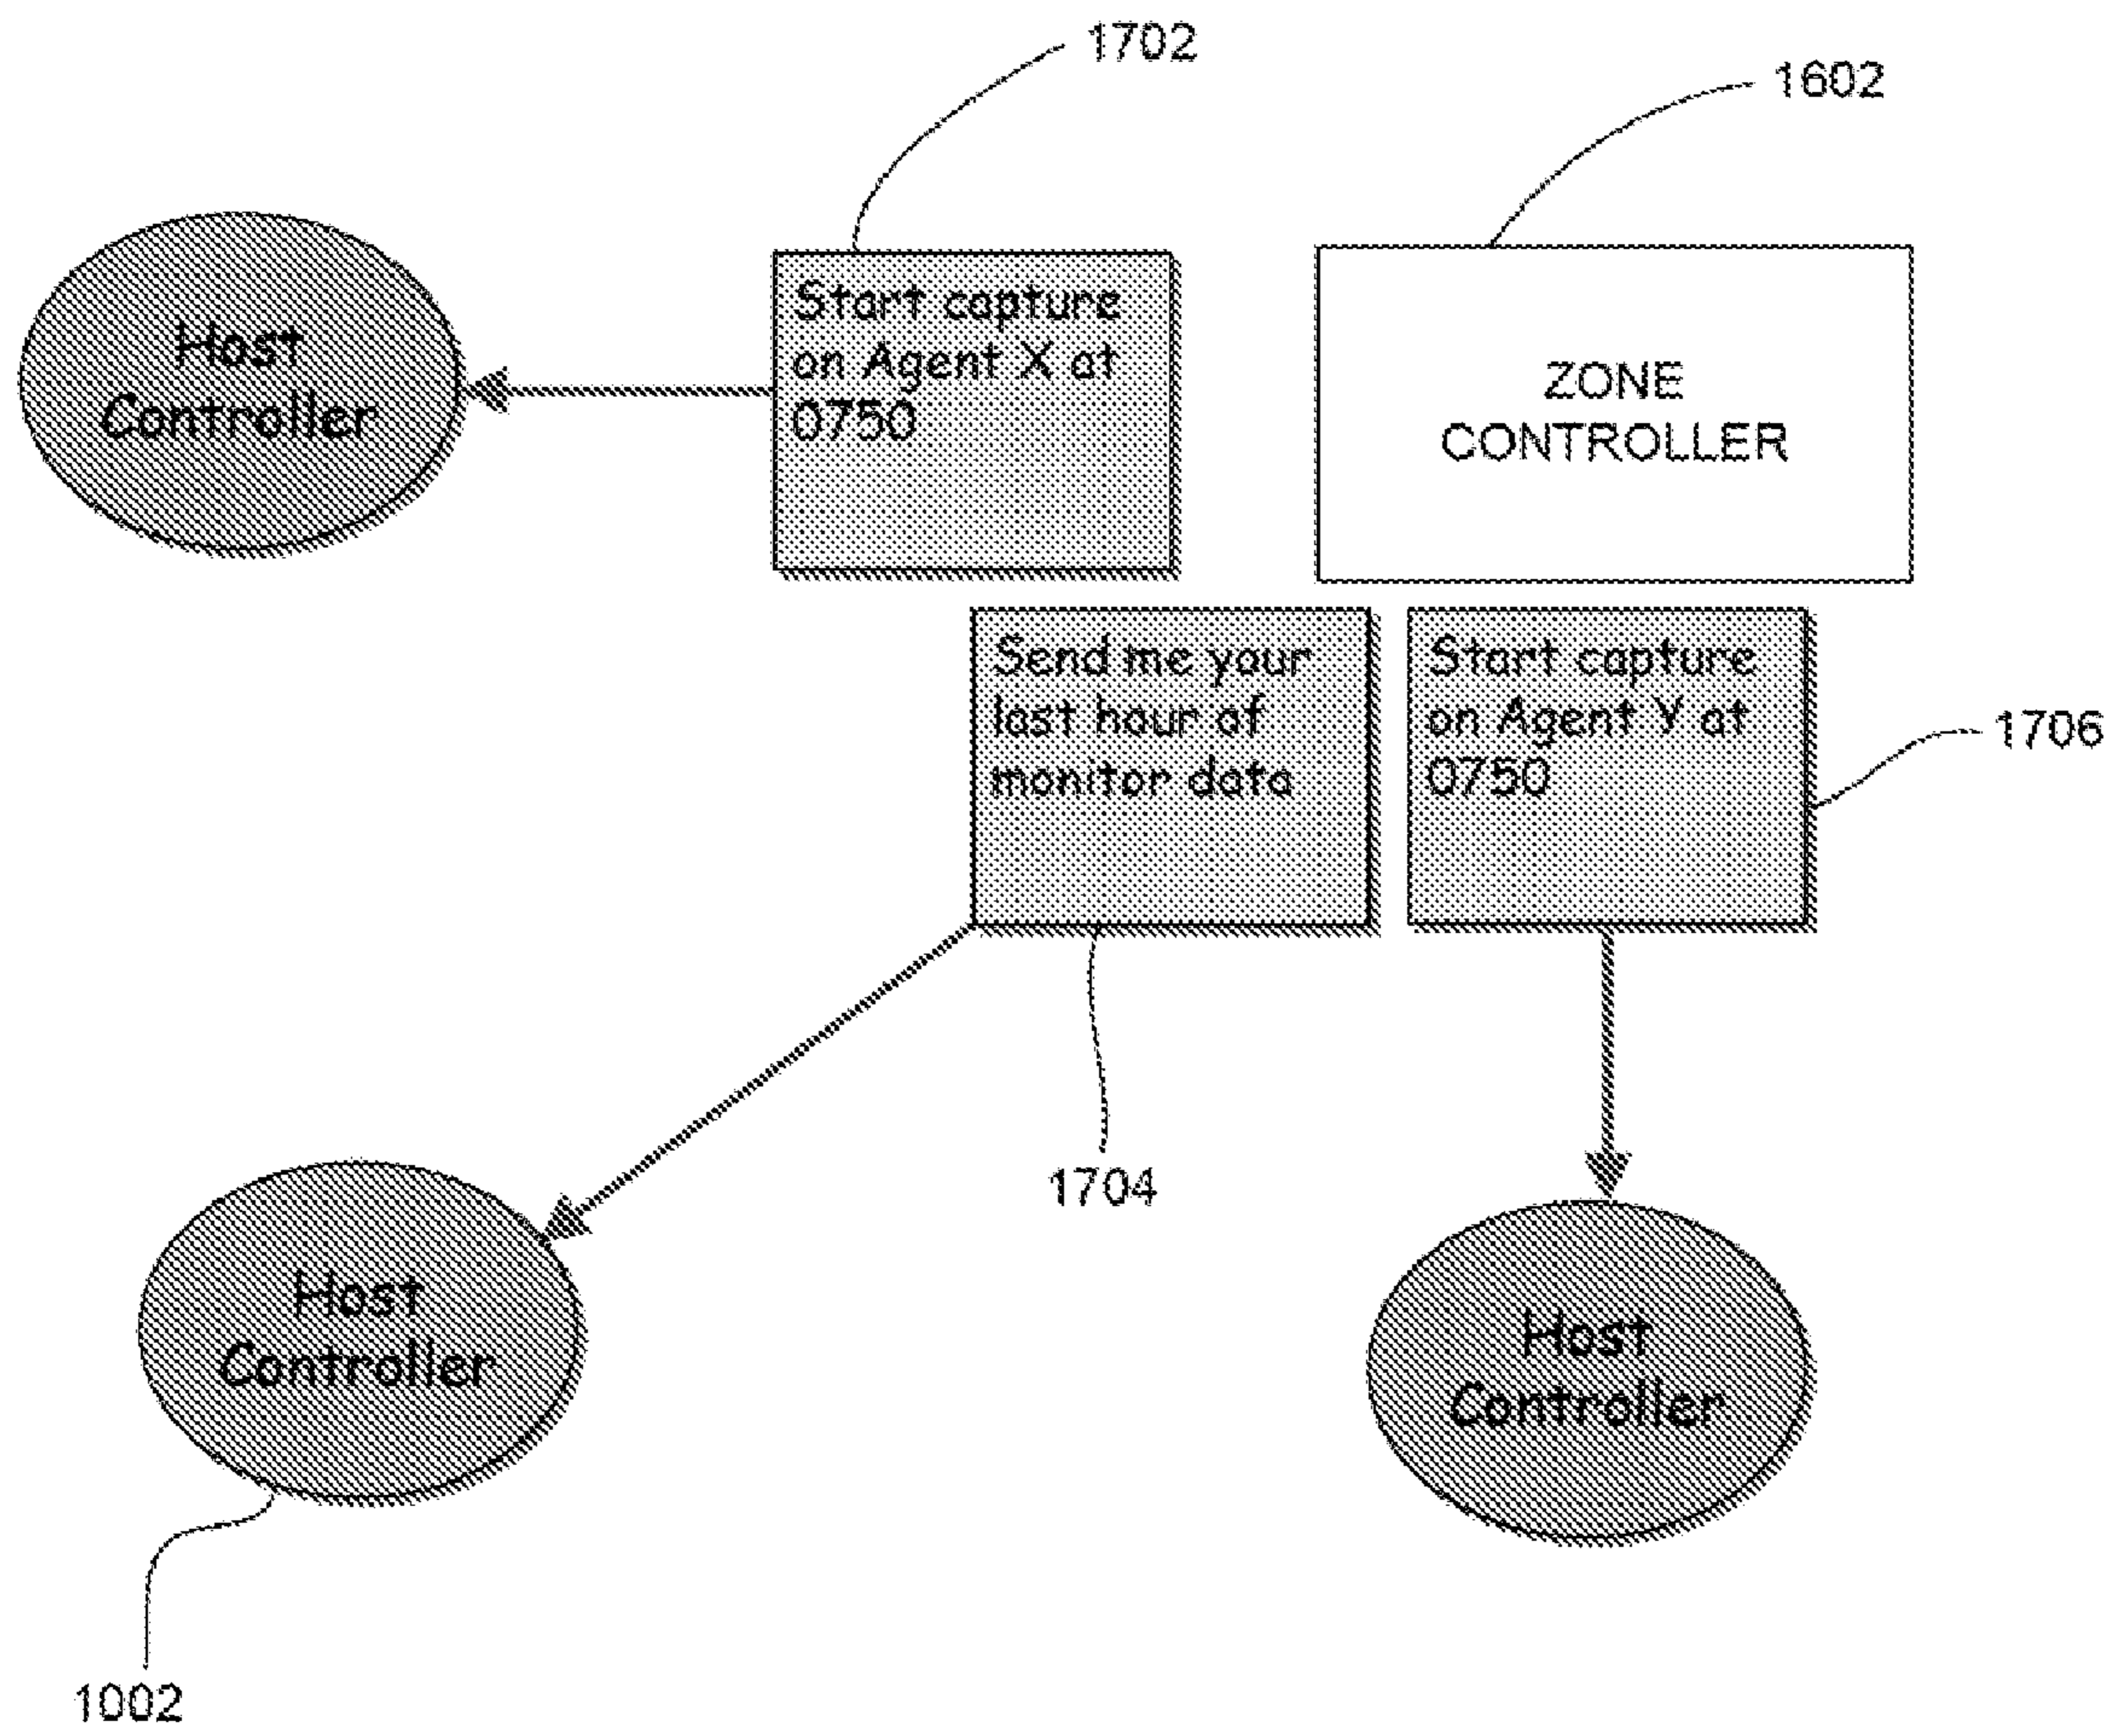 1702
1602
Host
Controller
Start capture
on Agent X at
0750
ZONE
CONTROLLER
Send me your
last hour of
monitor data
Start capture
on Agent Y at
0750
1706
1704
Host
Controller
Host
Controller
1002